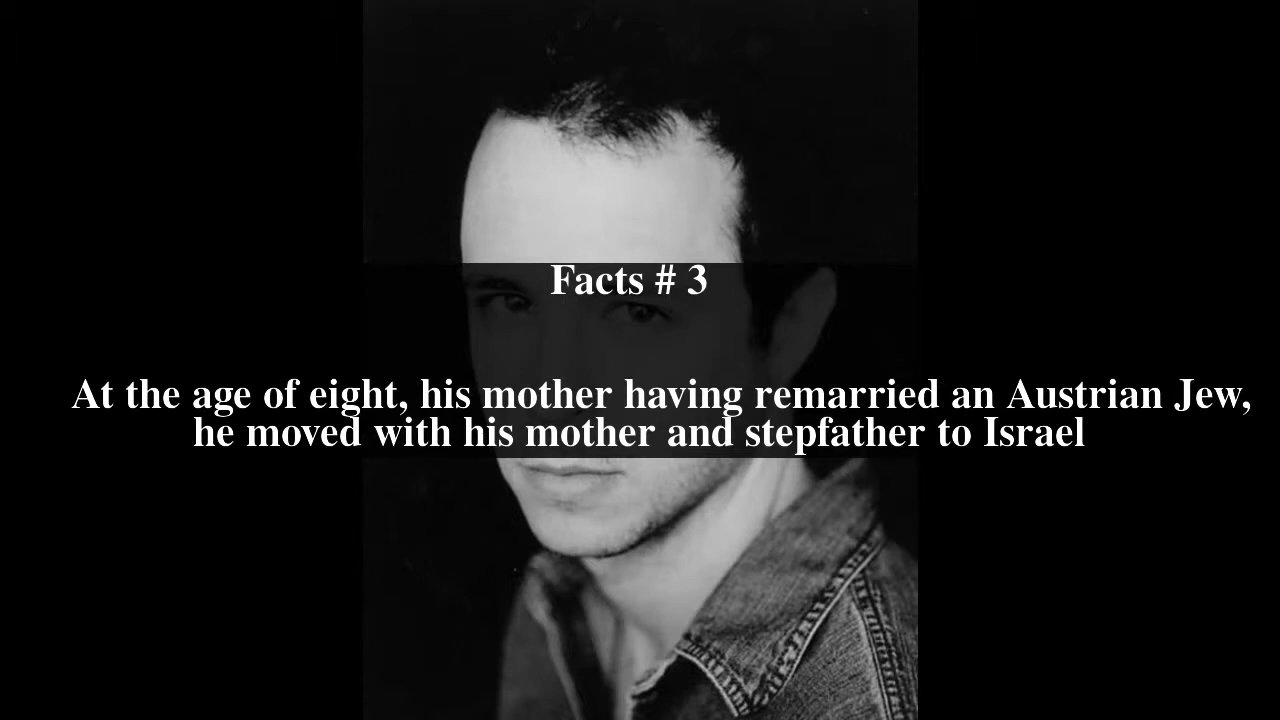 Facts # 3
At the age of eight, his mother having remarried an Austrian Jew,
he moved with his mother and stepfather to Israel